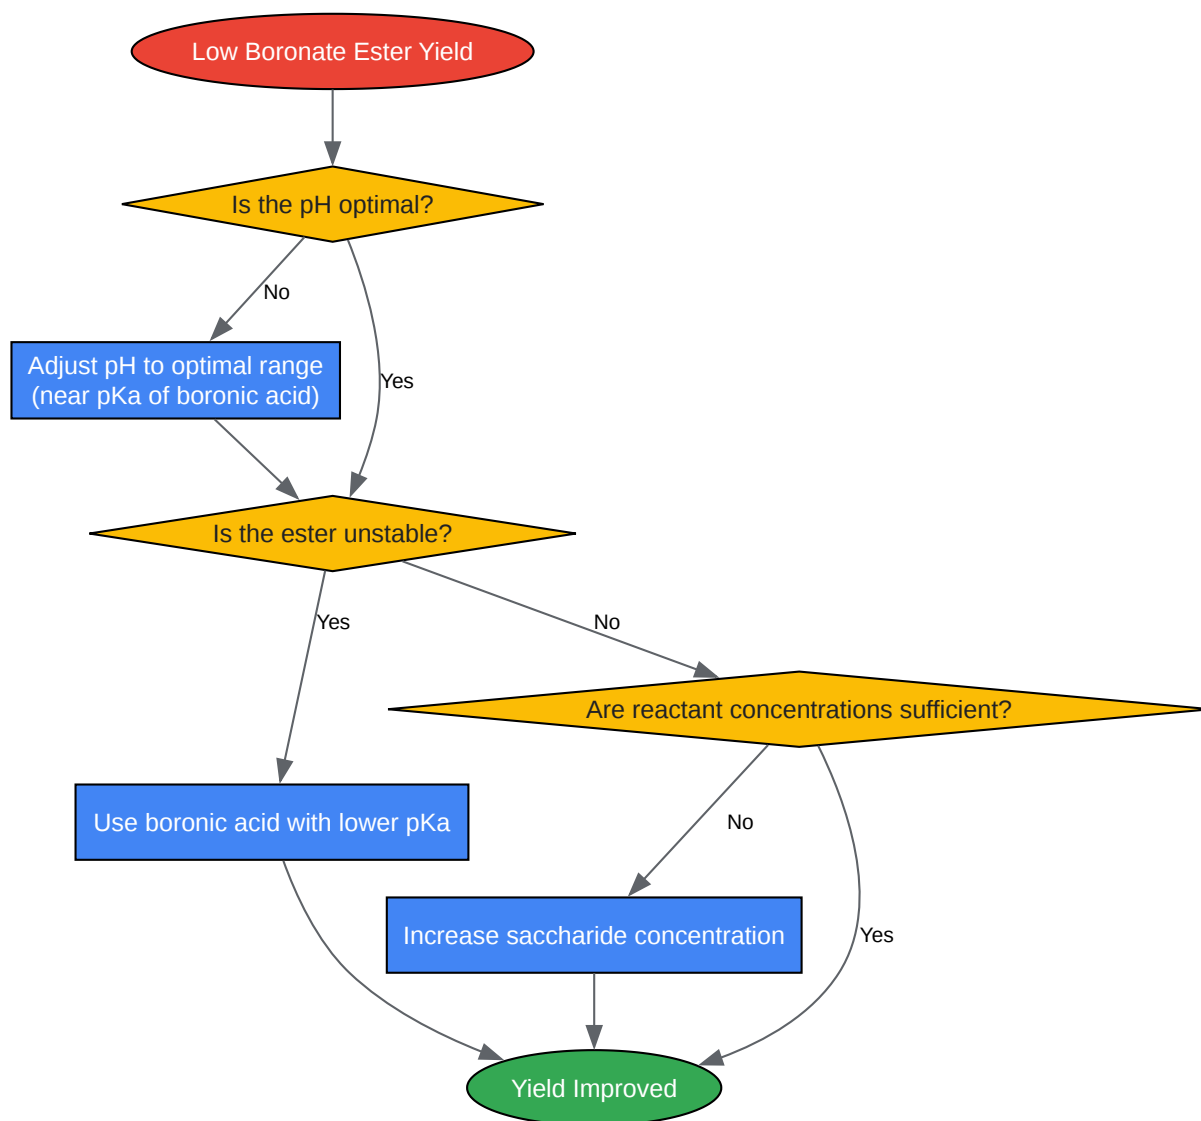 Low Boronate Ester Yield
Is the pH optimal?
No
Adjust pH to optimal range
(near pKa of boronic acid)
Yes
Is the ester unstable?
Yes
No
Are reactant concentrations sufficient?
Use boronic acid with lower pKa
No
Increase saccharide concentration
Yes
Yield Improved